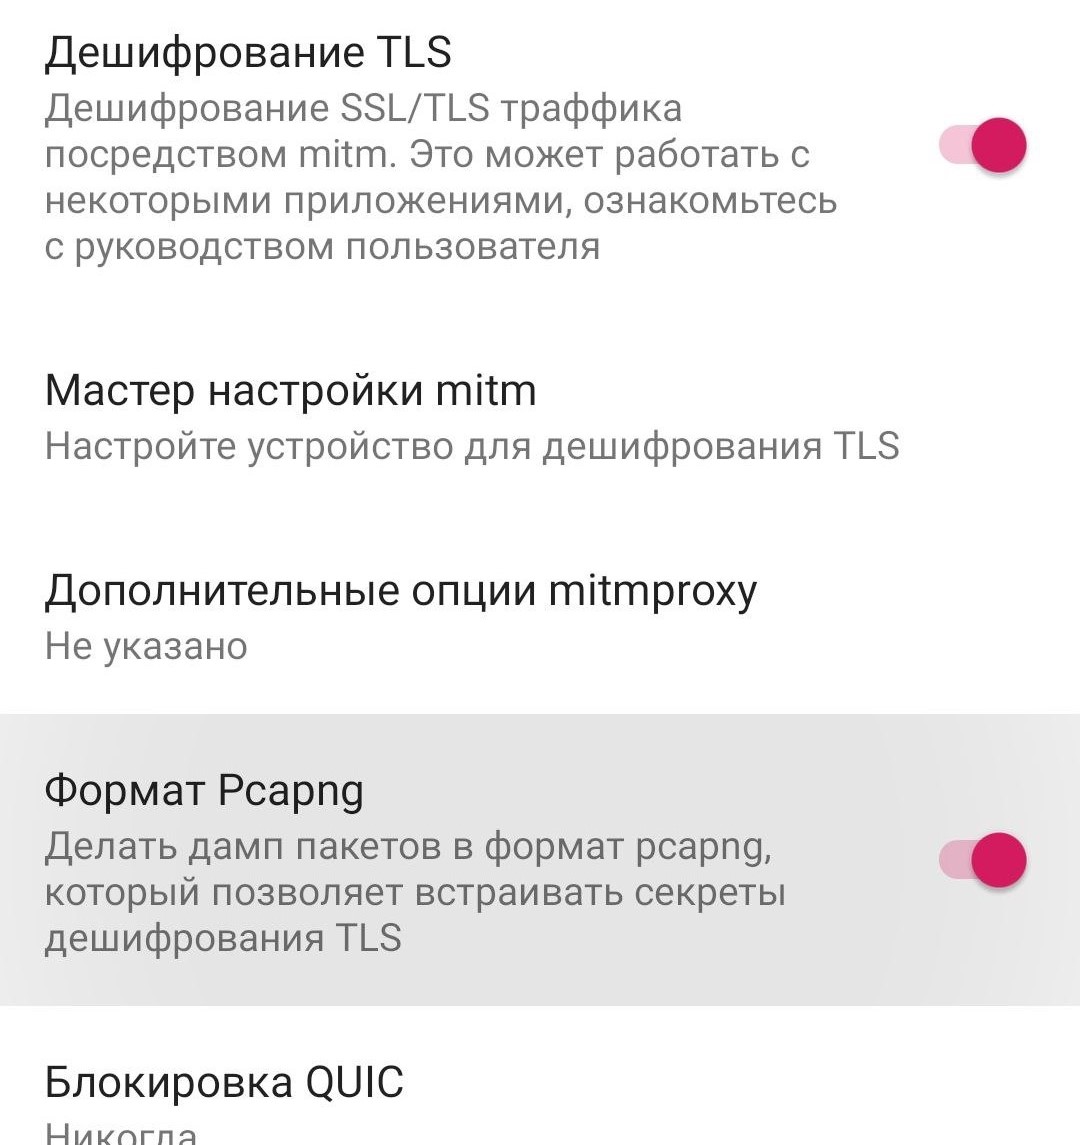 Дешифрование TLS
Дешифрование SSL/TLS траффика
посредством mitm. Это может работать с
некоторыми приложениями, ознакомьтесь
с руководством пользователя
Мастер настройки mitm
Настройте устройство для дешифрования TLS
Дополнительные опции mitmproxy
Не указано
Формат Pcapng
Делать дамп пакетов в формат pcapng,
который позволяет встраивать секреты
дешифрования TLS
Блокировка QUIC
Никогда